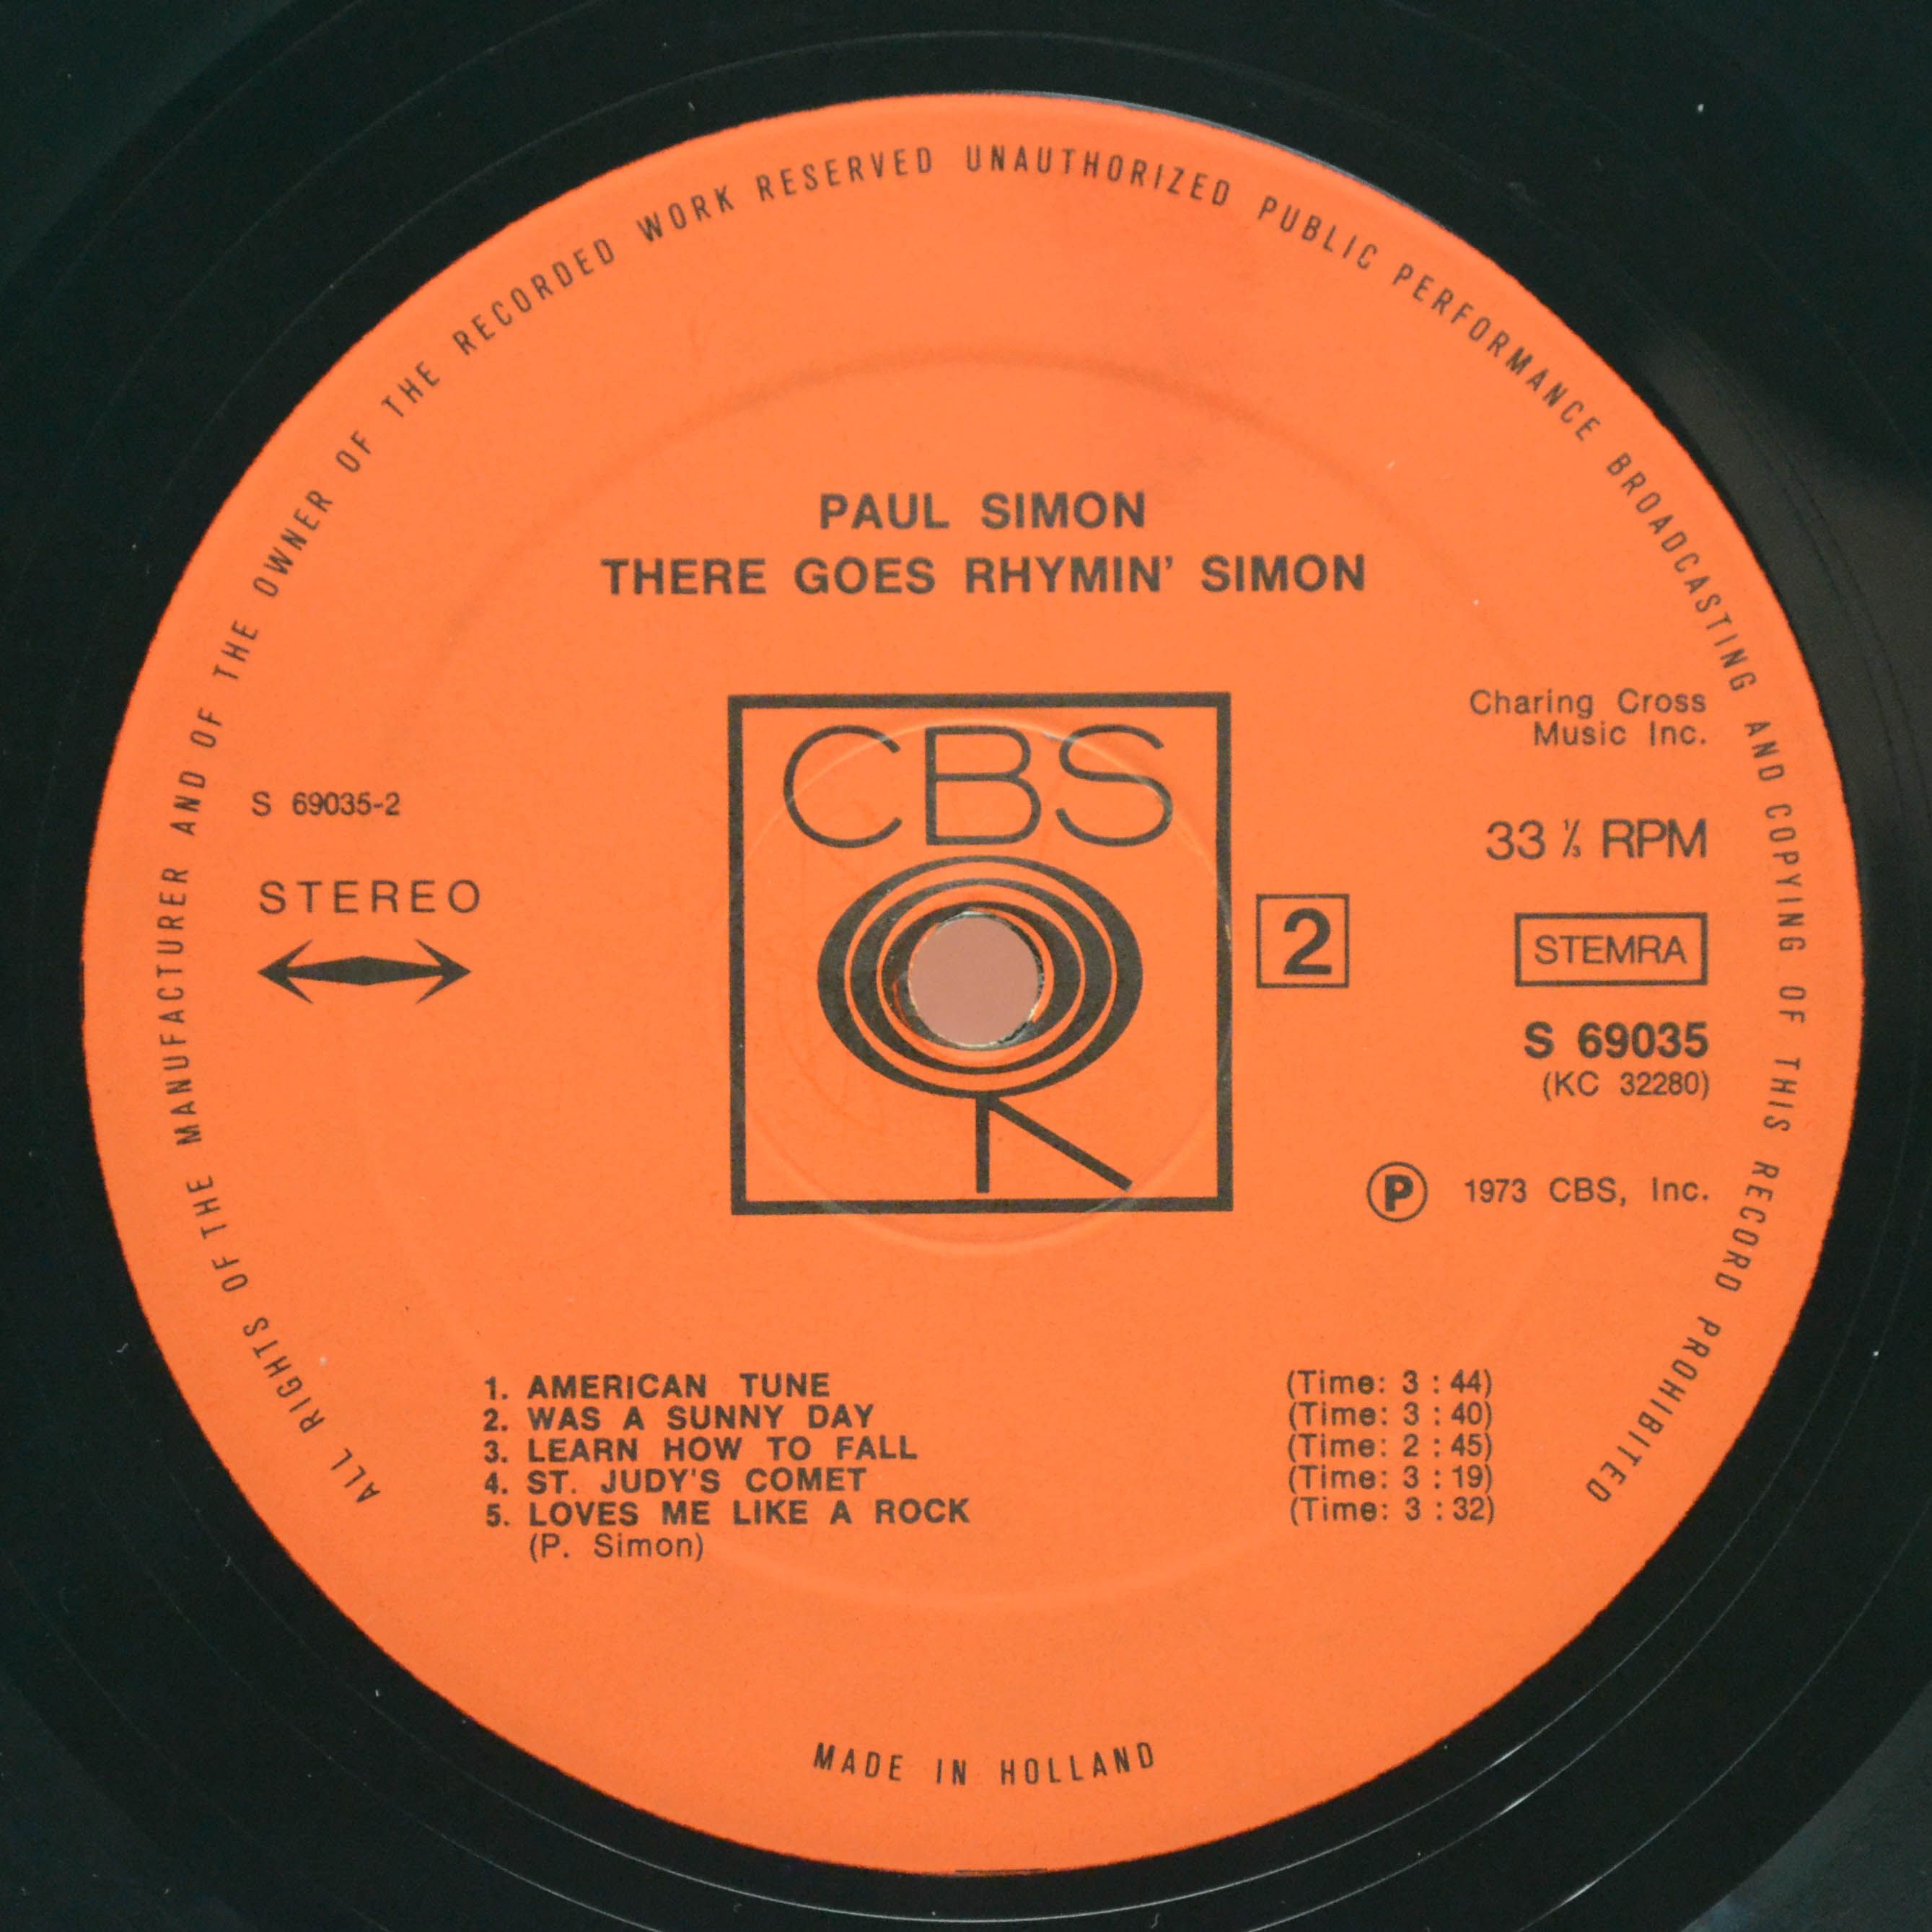 ALL RIGHTS OF THE MANUFACTURER AND OF THE OWNER OF THE RECORDED WORK RESERVED UNAUTHORIZED PUBLIC PERFORMANCE BROADCASTING AND COPYING OF THIS RECORD PROHIBITED
PAUL SIMON
THERE GOES RHYMIN' SIMON
CBS
Charing Cross
Music Inc.
S 69035-2
33 ⅓ RPM
STEREO
2
STEMRA
S 69035
(KC 32280)
Ⓟ 1973 CBS, Inc.
1. AMERICAN TUNE (Time: 3 : 44)
2. WAS A SUNNY DAY (Time: 3 : 40)
3. LEARN HOW TO FALL (Time: 2 : 45)
4. ST. JUDY'S COMET (Time: 3 : 19)
5. LOVES ME LIKE A ROCK (Time: 3 : 32)
(P. Simon)
MADE IN HOLLAND